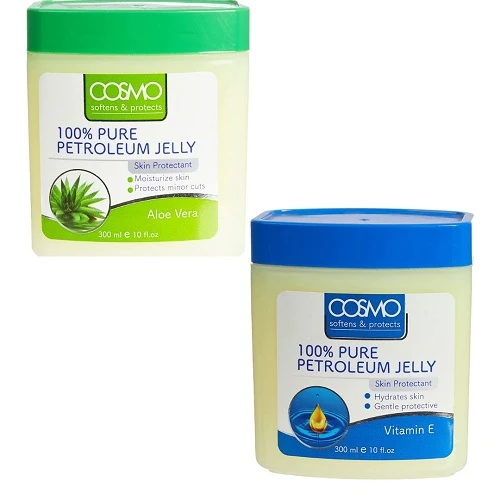 COSMO
softens & protects
100% PURE
PETROLEUM JELLY
Skin Protectant
Moisturize skin
Protects minor cuts
Aloe Vera
300 ml e 10 fl.oz
COSMO
softens & protects
100% PURE
PETROLEUM JELLY
Skin Protectant
Hydrates skin
Gentle protective
Vitamin E
300 ml e 10 fl.oz